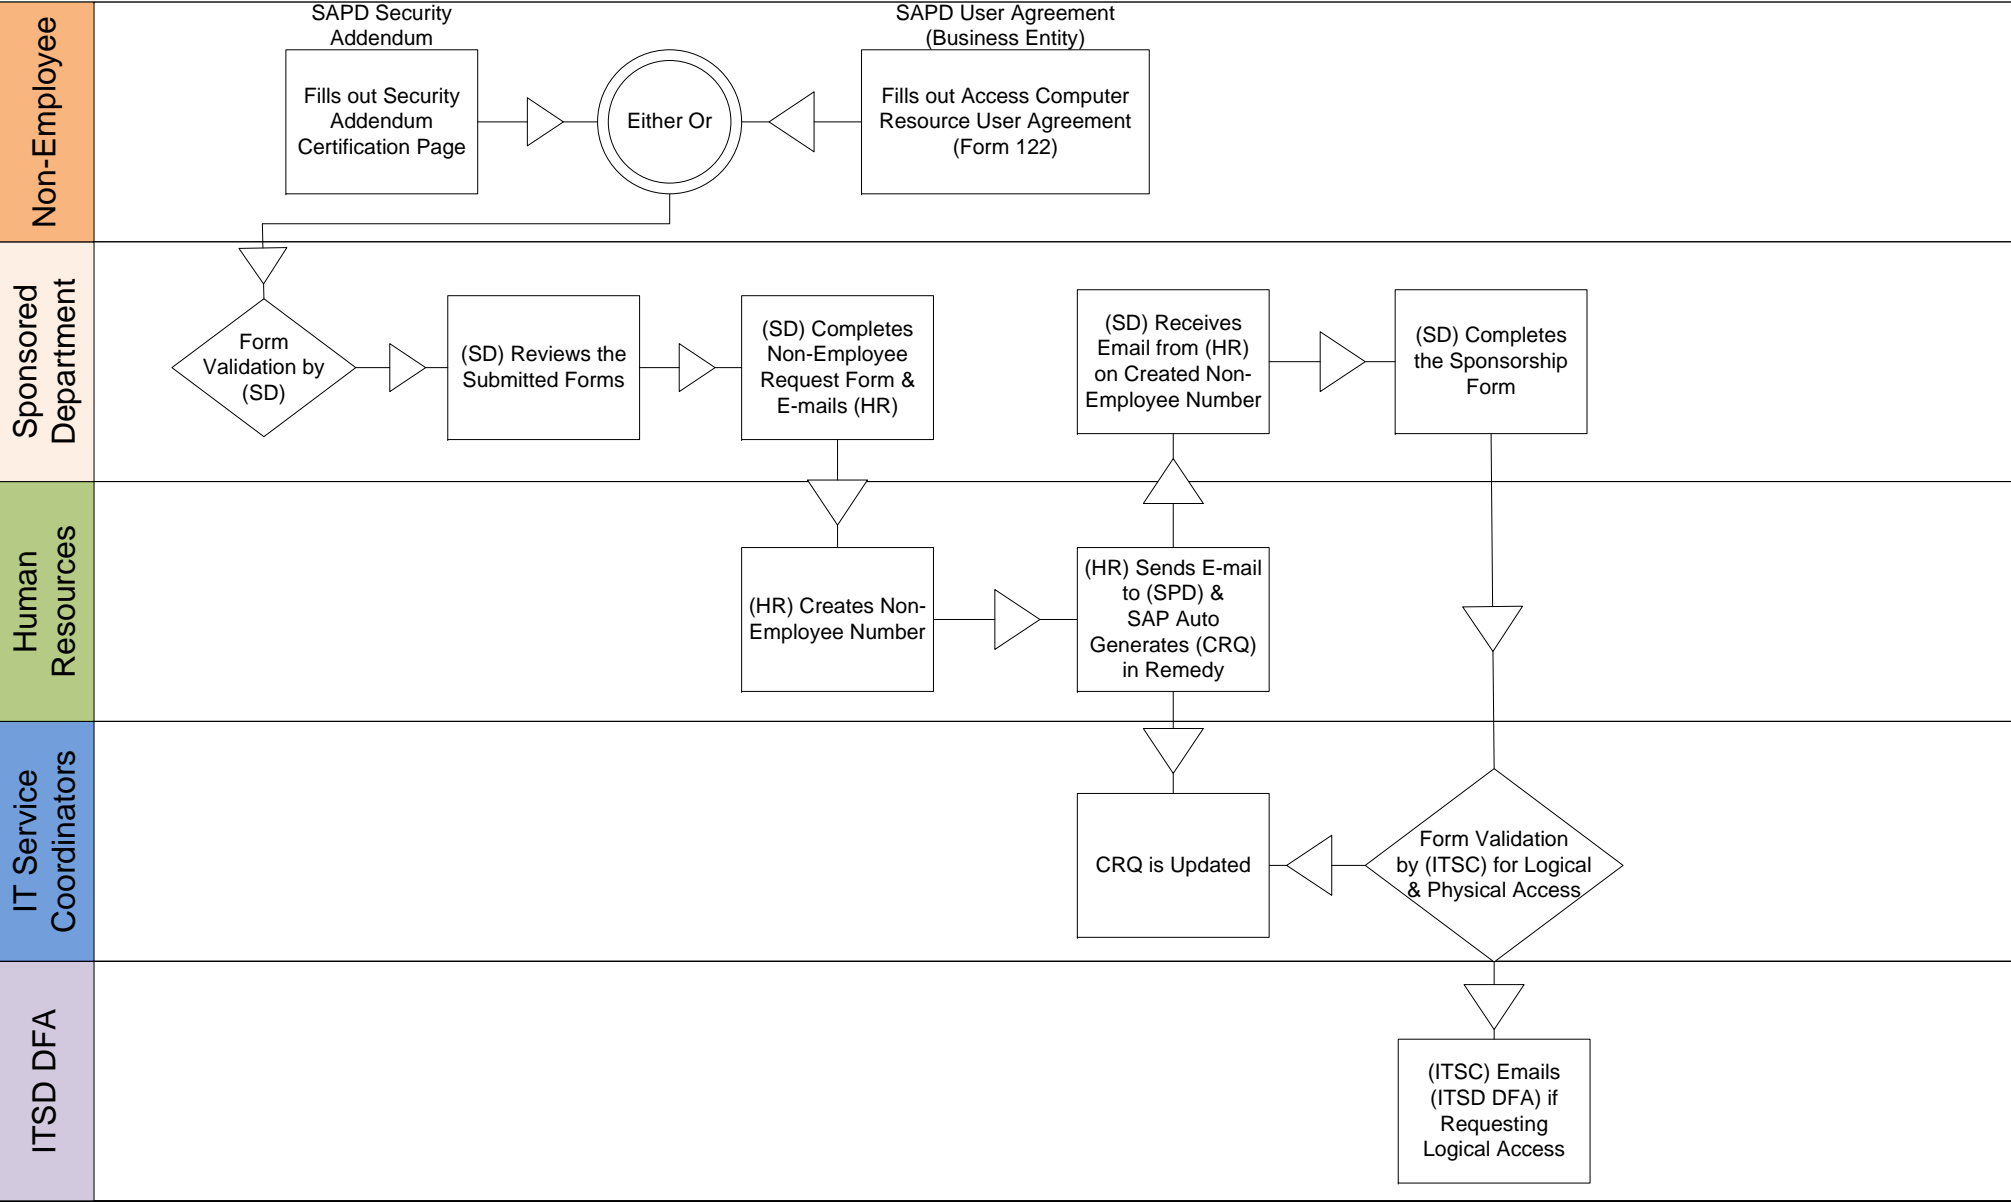 Non-Employee
SAPD Security
Addendum
Fills out Security
Addendum
Certification Page
Either Or
SAPD User Agreement
(Business Entity)
Fills out Access Computer
Resource User Agreement
(Form 122)
Sponsored
Department
Form
Validation by
(SD)
(SD) Reviews the
Submitted Forms
(SD) Completes
Non-Employee
Request Form &
E-mails (HR)
(SD) Receives
Email from (HR)
on Created Non-
Employee Number
(SD) Completes
the Sponsorship
Form
Human
Resources
(HR) Creates Non-
Employee Number
(HR) Sends E-mail
to (SPD) &
SAP Auto
Generates (CRQ)
in Remedy
IT Service
Coordinators
CRQ is Updated
Form Validation
by (ITSC) for Logical
& Physical Access
ITSD DFA
(ITSC) Emails
(ITSD DFA) if
Requesting
Logical Access